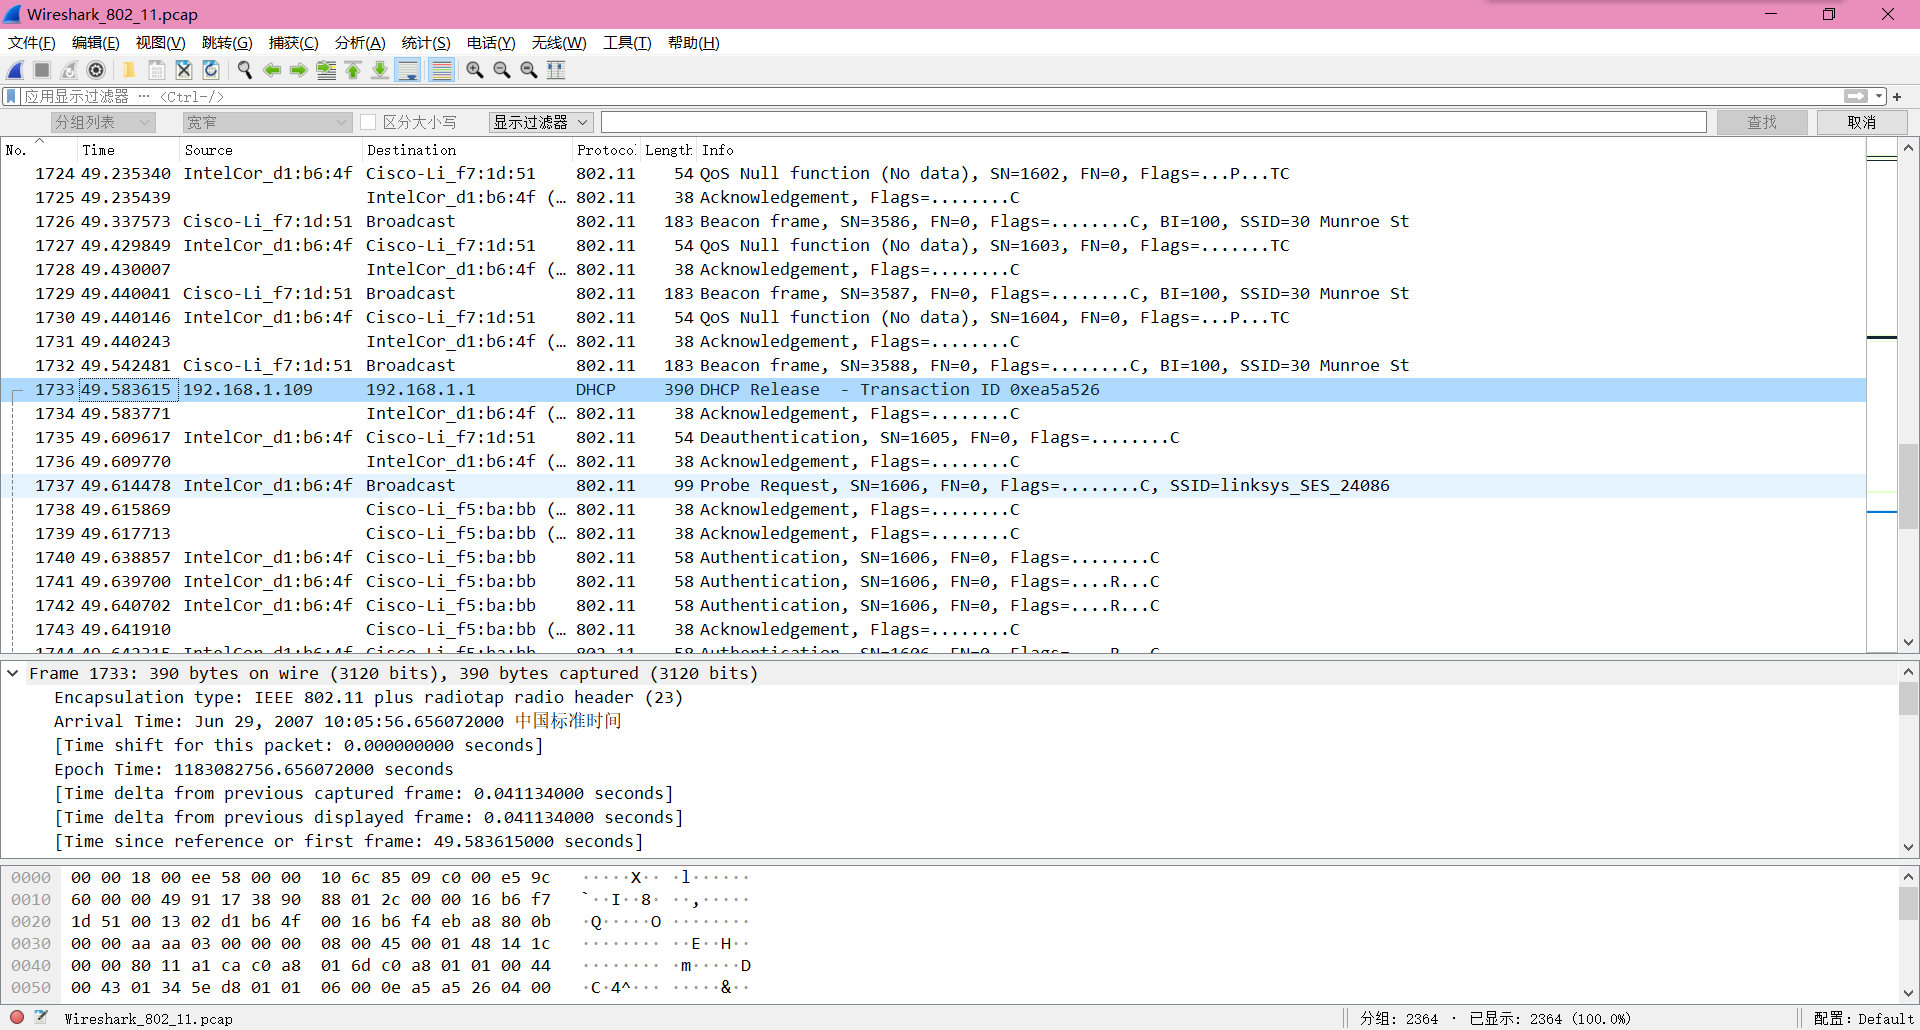 Wireshark_802_11.pcap
文件(F) 编辑(E) 视图(V) 跳转(G) 捕获(C) 分析(A) 统计(S) 电话(Y) 无线(W) 工具(T) 帮助(H)
应用显示过滤器 … <Ctrl-/>
分组列表 宽窄 区分大小写 显示过滤器 查找 取消
No. Time Source Destination Protocol Length Info
1724 49.235340 IntelCor_d1:b6:4f Cisco-Li_f7:1d:51 802.11 54 QoS Null function (No data), SN=1602, FN=0, Flags=...P...TC
1725 49.235439 IntelCor_d1:b6:4f (… 802.11 38 Acknowledgement, Flags=........C
1726 49.337573 Cisco-Li_f7:1d:51 Broadcast 802.11 183 Beacon frame, SN=3586, FN=0, Flags=........C, BI=100, SSID=30 Munroe St
1727 49.429849 IntelCor_d1:b6:4f Cisco-Li_f7:1d:51 802.11 54 QoS Null function (No data), SN=1603, FN=0, Flags=.......TC
1728 49.430007 IntelCor_d1:b6:4f (… 802.11 38 Acknowledgement, Flags=........C
1729 49.440041 Cisco-Li_f7:1d:51 Broadcast 802.11 183 Beacon frame, SN=3587, FN=0, Flags=........C, BI=100, SSID=30 Munroe St
1730 49.440146 IntelCor_d1:b6:4f Cisco-Li_f7:1d:51 802.11 54 QoS Null function (No data), SN=1604, FN=0, Flags=...P...TC
1731 49.440243 IntelCor_d1:b6:4f (… 802.11 38 Acknowledgement, Flags=........C
1732 49.542481 Cisco-Li_f7:1d:51 Broadcast 802.11 183 Beacon frame, SN=3588, FN=0, Flags=........C, BI=100, SSID=30 Munroe St
1733 49.583615 192.168.1.109 192.168.1.1 DHCP 390 DHCP Release - Transaction ID 0xea5a526
1734 49.583771 IntelCor_d1:b6:4f (… 802.11 38 Acknowledgement, Flags=........C
1735 49.609617 IntelCor_d1:b6:4f Cisco-Li_f7:1d:51 802.11 54 Deauthentication, SN=1605, FN=0, Flags=........C
1736 49.609770 IntelCor_d1:b6:4f (… 802.11 38 Acknowledgement, Flags=........C
1737 49.614478 IntelCor_d1:b6:4f Broadcast 802.11 99 Probe Request, SN=1606, FN=0, Flags=........C, SSID=linksys_SES_24086
1738 49.615869 Cisco-Li_f5:ba:bb (… 802.11 38 Acknowledgement, Flags=........C
1739 49.617713 Cisco-Li_f5:ba:bb (… 802.11 38 Acknowledgement, Flags=........C
1740 49.638857 IntelCor_d1:b6:4f Cisco-Li_f5:ba:bb 802.11 58 Authentication, SN=1606, FN=0, Flags=........C
1741 49.639700 IntelCor_d1:b6:4f Cisco-Li_f5:ba:bb 802.11 58 Authentication, SN=1606, FN=0, Flags=....R...C
1742 49.640702 IntelCor_d1:b6:4f Cisco-Li_f5:ba:bb 802.11 58 Authentication, SN=1606, FN=0, Flags=....R...C
1743 49.641910 Cisco-Li_f5:ba:bb (… 802.11 38 Acknowledgement, Flags=........C
1744 49.642315 IntelCor_d1:b6:4f Cisco-Li_f5:ba:bb 802.11 58 Authentication, SN=1606, FN=0, Flags=....R...C
Frame 1733: 390 bytes on wire (3120 bits), 390 bytes captured (3120 bits)
Encapsulation type: IEEE 802.11 plus radiotap radio header (23)
Arrival Time: Jun 29, 2007 10:05:56.656072000 中国标准时间
[Time shift for this packet: 0.000000000 seconds]
Epoch Time: 1183082756.656072000 seconds
[Time delta from previous captured frame: 0.041134000 seconds]
[Time delta from previous displayed frame: 0.041134000 seconds]
[Time since reference or first frame: 49.583615000 seconds]
0000 00 00 18 00 ee 58 00 00 10 6c 85 09 c0 00 e5 9c ·····X·· ·l······
0010 60 00 00 49 91 17 38 90 88 01 2c 00 00 16 b6 f7 `··I··8· ··,·····
0020 1d 51 00 13 02 d1 b6 4f 00 16 b6 f4 eb a8 80 0b ·Q·····O ········
0030 00 00 aa aa 03 00 00 00 08 00 45 00 01 48 14 1c ········ ··E··H··
0040 00 00 80 11 a1 ca c0 a8 01 6d c0 a8 01 01 00 44 ········ ·m·····D
0050 00 43 01 34 5e d8 01 01 06 00 0e a5 a5 26 04 00 ·C·4^··· ·····&··
Wireshark_802_11.pcap 分组: 2364 · 已显示: 2364 (100.0%) 配置: Default